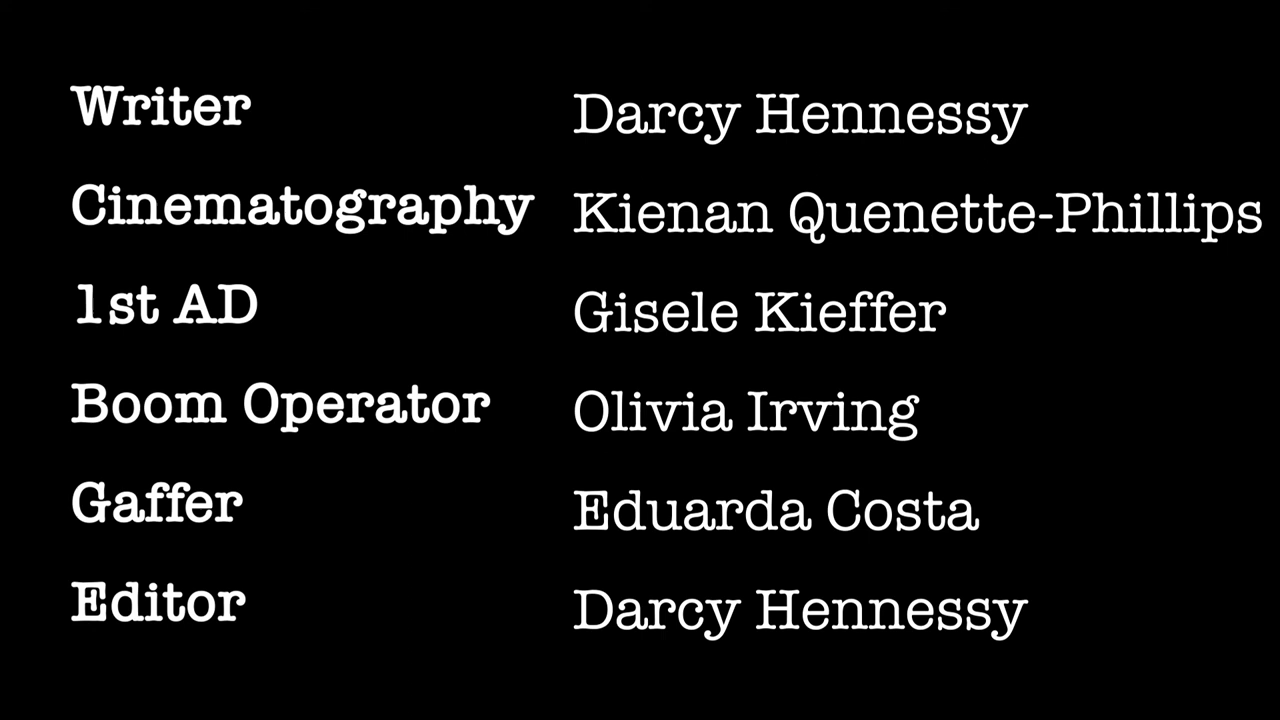 Writer Darcy Hennessy
Cinematography Kienan Quenette-Phillips
1st AD Gisele Kieffer
Boom Operator Olivia Irving
Gaffer Eduarda Costa
Editor Darcy Hennessy